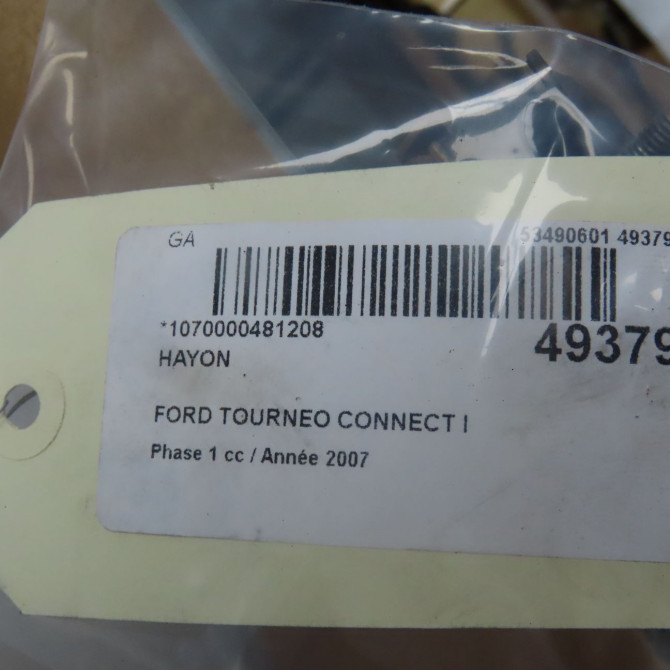 GA
53490601 49379
*1070000481208
49379
HAYON
FORD TOURNEO CONNECT I
Phase 1 cc / Année 2007